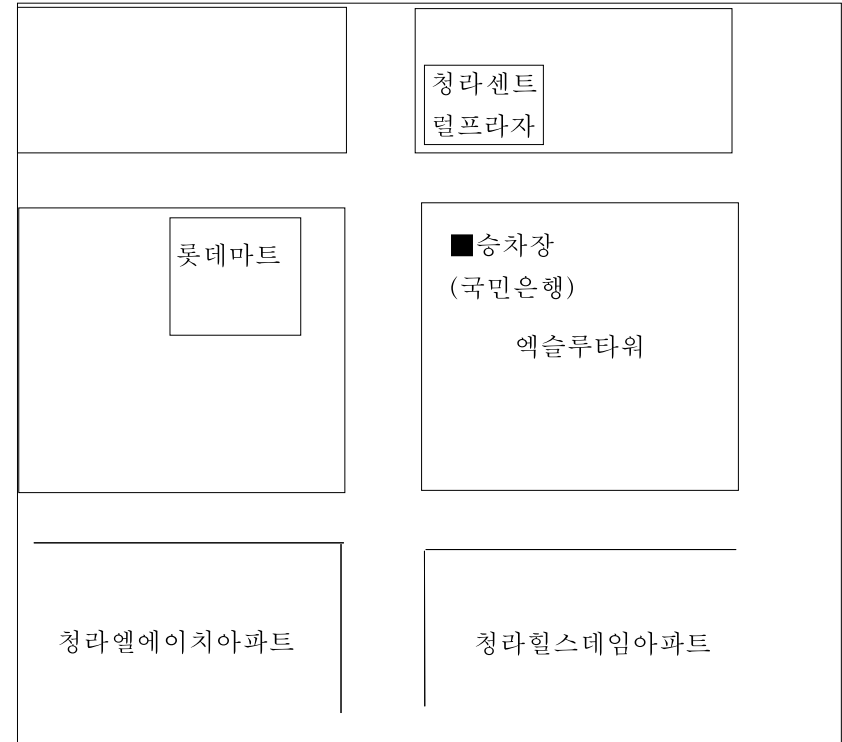 청라센트
럴프라자
롯데마트
■승차장
(국민은행)
엑슬루타워
청라엘에이치아파트
청라힐스데임아파트